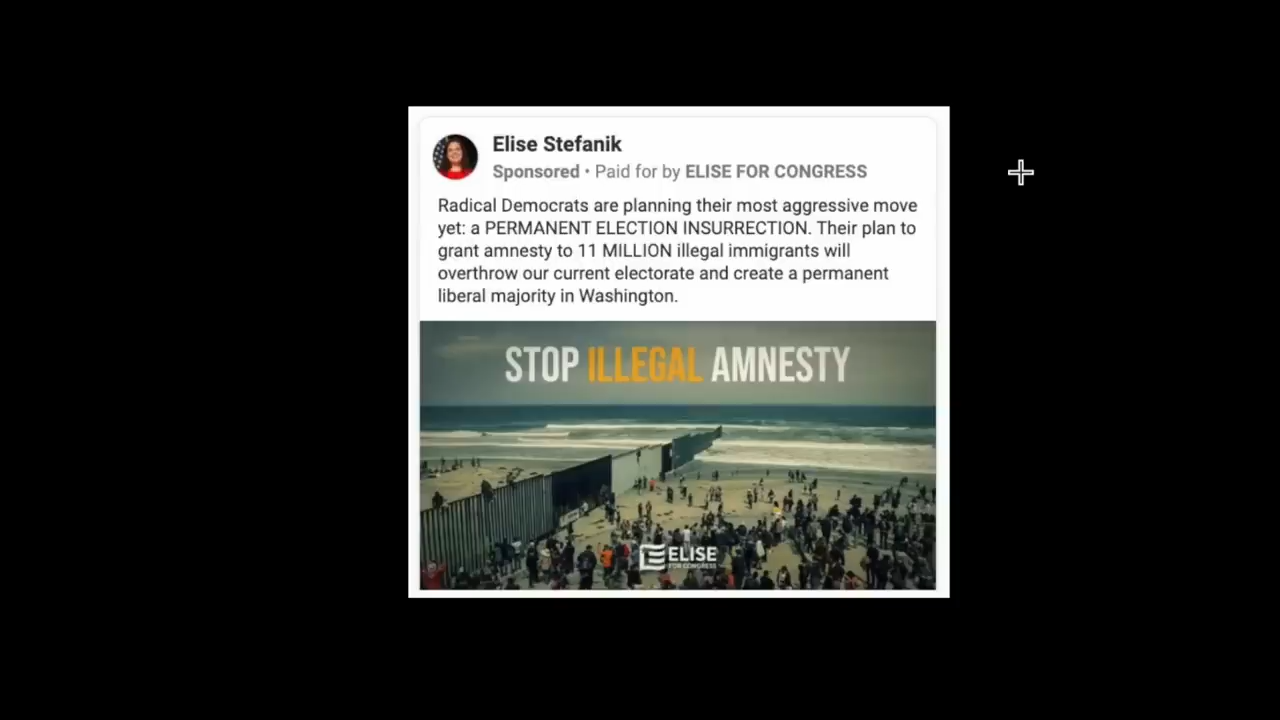 Elise Stefanik
Sponsored • Paid for by ELISE FOR CONGRESS
Radical Democrats are planning their most aggressive move
yet: a PERMANENT ELECTION INSURRECTION. Their plan to
grant amnesty to 11 MILLION illegal immigrants will
overthrow our current electorate and create a permanent
liberal majority in Washington.
STOP ILLEGAL AMNESTY
ELISE
FOR CONGRESS